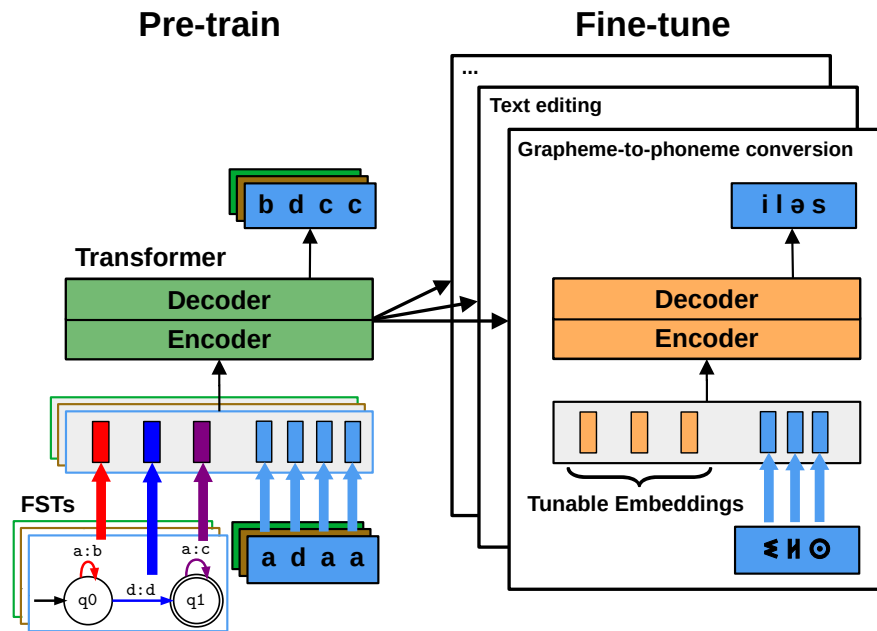 Pre-train
Fine-tune
...
Text editing
Grapheme-to-phoneme conversion
b d c c
i l ə s
Transformer
Decoder
Encoder
Decoder
Encoder
Tunable Embeddings
FSTs
a:b
a:c
d:d
q0
q1
a d a a